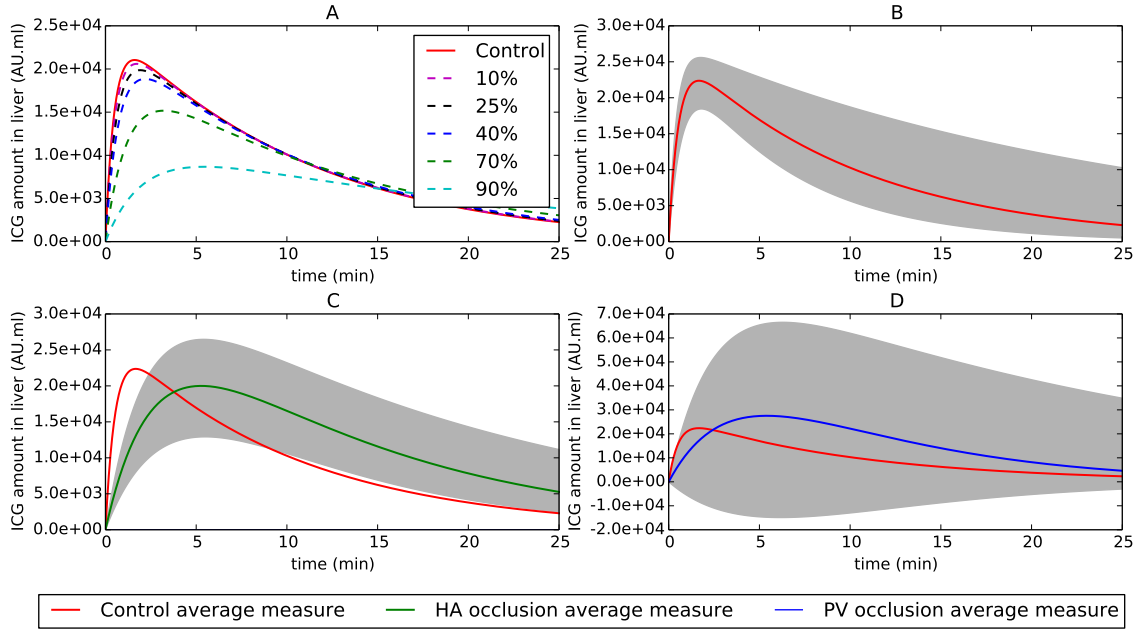 A
ICG amount in liver (AU.ml)
2.5e+04
2.0e+04
1.5e+04
1.0e+04
5.0e+03
0.0e+00
0 5 10 15 20 25
time (min)
Control
10%
25%
40%
70%
90%
B
ICG amount in liver (AU.ml)
3.0e+04
2.5e+04
2.0e+04
1.5e+04
1.0e+04
5.0e+03
0.0e+00
0 5 10 15 20 25
time (min)
C
ICG amount in liver (AU.ml)
3.0e+04
2.5e+04
2.0e+04
1.5e+04
1.0e+04
5.0e+03
0.0e+00
0 5 10 15 20 25
time (min)
D
ICG amount in liver (AU.ml)
7.0e+04
6.0e+04
5.0e+04
4.0e+04
3.0e+04
2.0e+04
1.0e+04
0.0e+00
-1.0e+04
-2.0e+04
0 5 10 15 20 25
time (min)
Control average measure HA occlusion average measure PV occlusion average measure